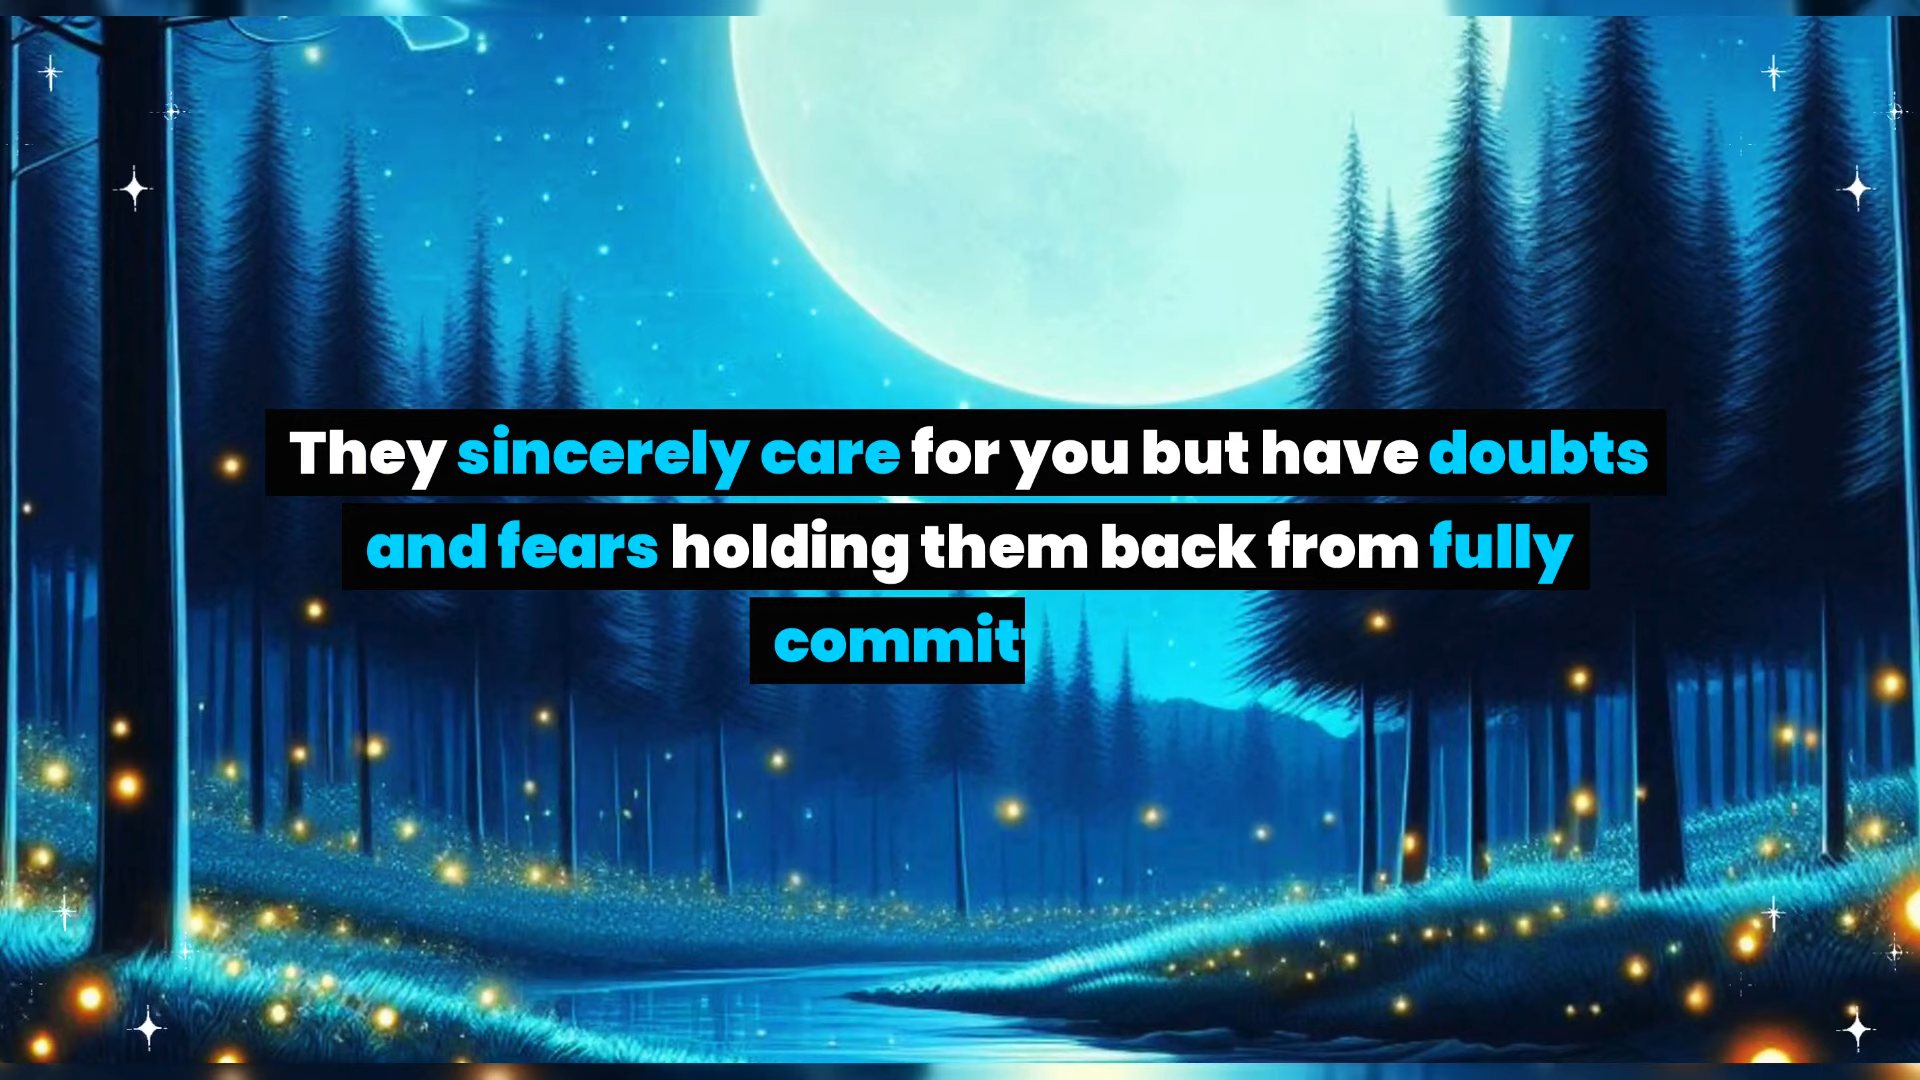 They sincerely care for you but have doubts
and fears holding them back from fully
commit